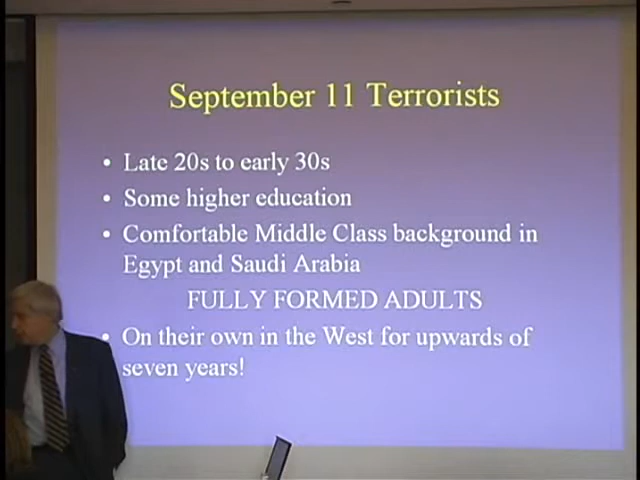 September 11 Terrorists
• Late 20s to early 30s
• Some higher education
• Comfortable Middle Class background in
Egypt and Saudi Arabia
FULLY FORMED ADULTS
• On their own in the West for upwards of
seven years!